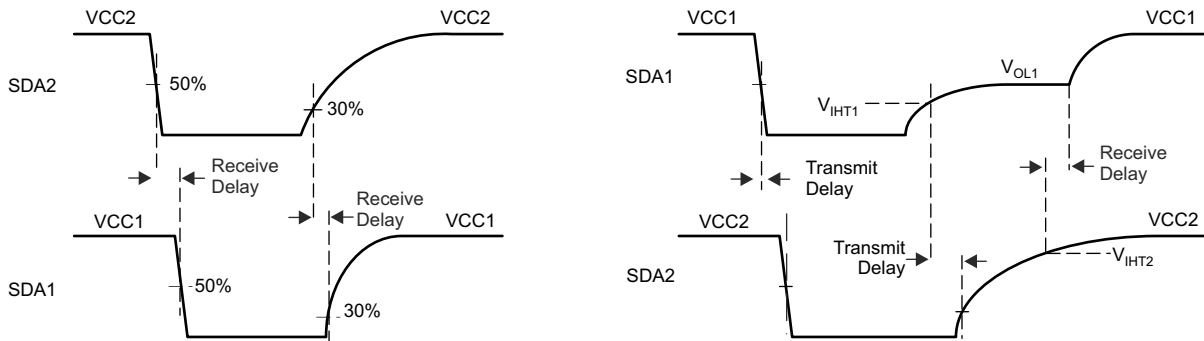 VCC2
VCC2
SDA2
50%
30%
Receive
Delay
Receive
Delay
VCC1
VCC1
SDA1
50%
30%
VCC1
VCC1
SDA1
VOL1
VIHT1
Transmit
Delay
Receive
Delay
VCC2
VCC2
Transmit
Delay
SDA2
VIHT2